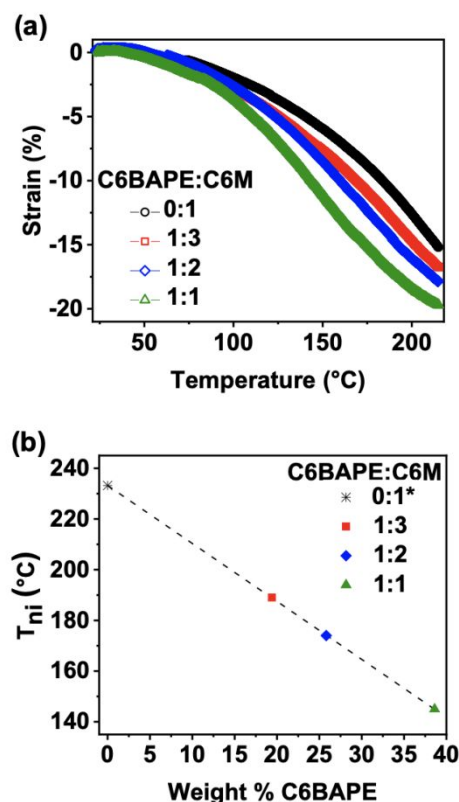 (a)
0
-5
-10
-15
-20
Strain (%)
C6BAPE:C6M
0:1
1:3
1:2
1:1
50 100 150 200
Temperature (°C)
(b)
240
220
200
180
160
140
Tni (°C)
C6BAPE:C6M
0:1*
1:3
1:2
1:1
0 5 10 15 20 25 30 35 40
Weight % C6BAPE